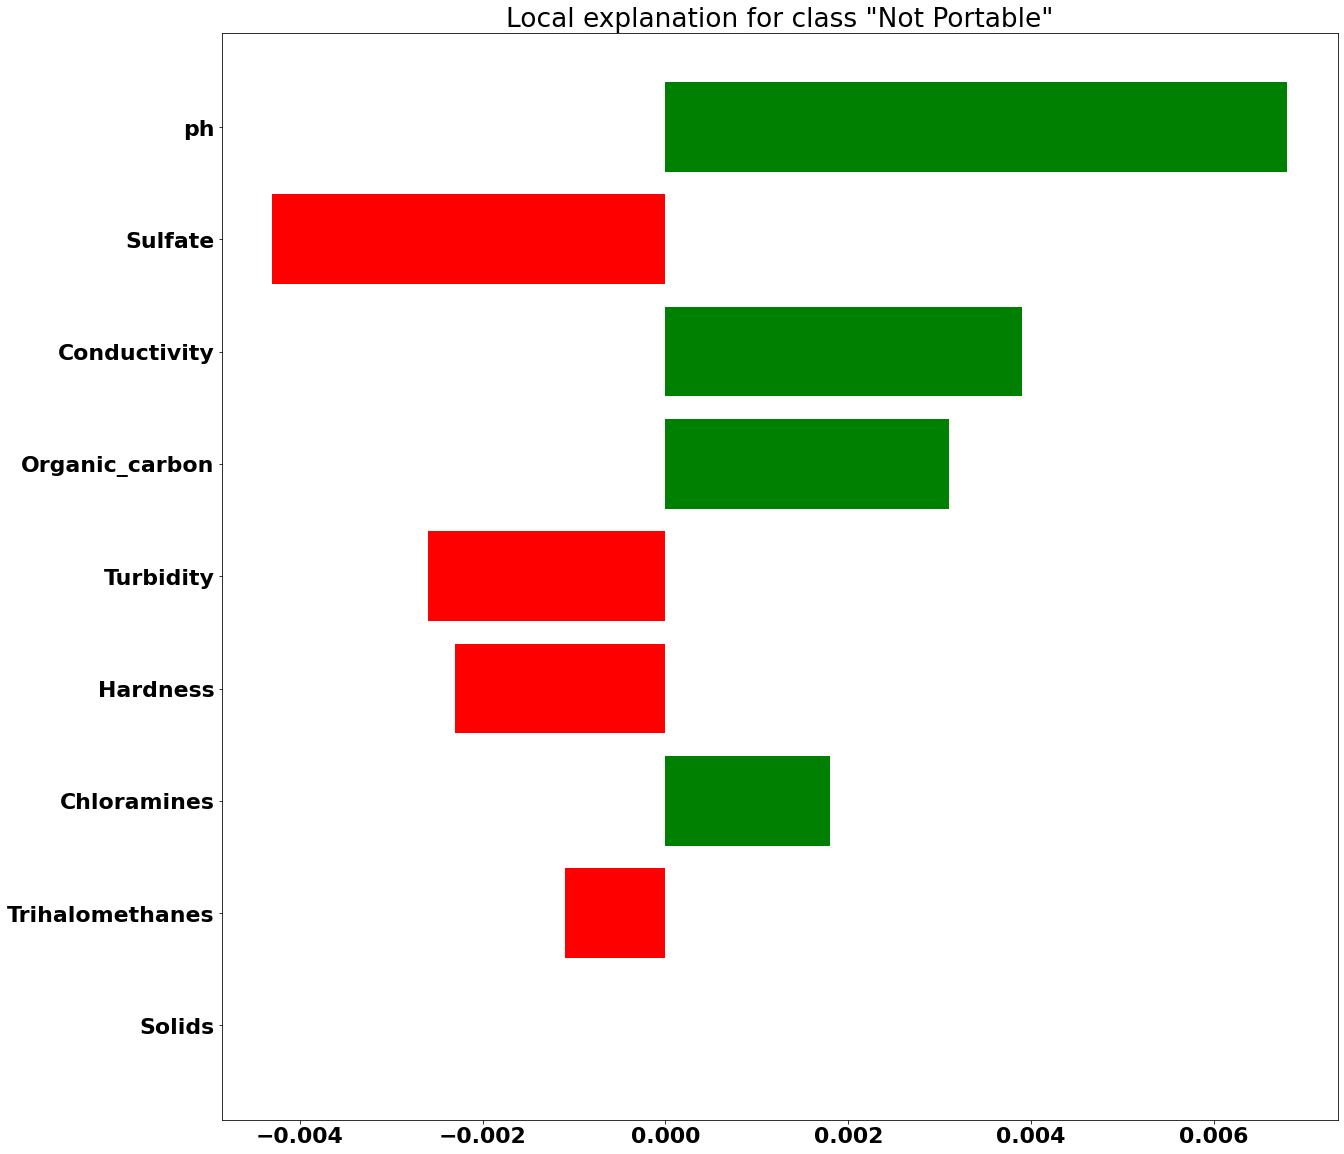 Local explanation for class "Not Portable"
ph
Sulfate
Conductivity
Organic_carbon
Turbidity
Hardness
Chloramines
Trihalomethanes
Solids
−0.004 −0.002 0.000 0.002 0.004 0.006